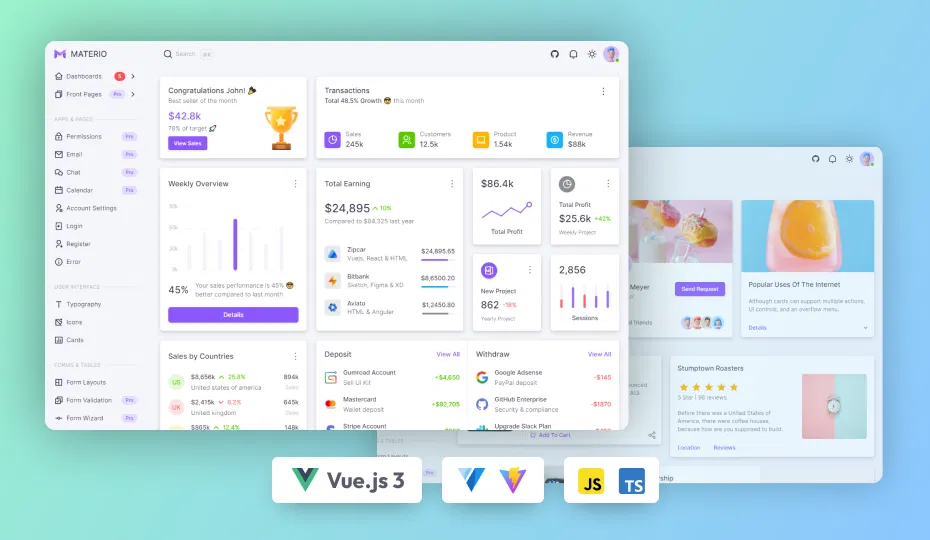 MATERIO
Search
⌘K
Dashboards 5
Front Pages Pro
APPS & PAGES
Permissions Pro
Email Pro
Chat Pro
Calendar Pro
Account Settings
Login
Register
Error
USER INTERFACE
Typography
Icons
Cards
FORMS & TABLES
Form Layouts
Form Validation Pro
Form Wizard Pro
Congratulations John!
Best seller of the month
$42.8k
78% of target
View Sales
Transactions
Total 48.5% Growth this month
Sales
245k
Customers
12.5k
Product
1.54k
Revenue
$88k
Weekly Overview
45%
Your sales performance is 45%
better compared to last month
Details
Total Earning
$24,895 10%
Compared to $84,325 last year
Zipcar
Vuejs, React & HTML
$24,895.65
Bitbank
Sketch, Figma & XD
$8,6500.20
Aviato
HTML & Angular
$1,2450.80
$86.4k
Total Profit
Total Profit
$25.6k +42%
Weekly Project
New Project
862 -18%
Yearly Project
2,856
Sessions
Sales by Countries
US
$8,656k 25.8%
United states of america
894k
Sales
UK
$2,415k 6.2%
United kingdom
645k
Sales
$865k 12.4%
148k
Deposit
View All
Gumroad Account
Sell UI Kit
+$4,650
Mastercard
Wallet deposit
+$92,705
Stripe Account
Withdraw
View All
Google Adsense
PayPal deposit
-$145
GitHub Enterprise
Security & compliance
-$1870
Upgrade Slack Plan
Meyer
Send Request
friends
Popular Uses Of The Internet
Although cards can support multiple actions,
UI controls, and an overflow menu.
Details
Stumptown Roasters
5 Star | 98 reviews
Before there was a United States of
America, there were coffee houses,
because how are you supposed to build.
Location
Reviews
Add To Cart
& TABLES
Pro
Vue.js 3
JS
TS